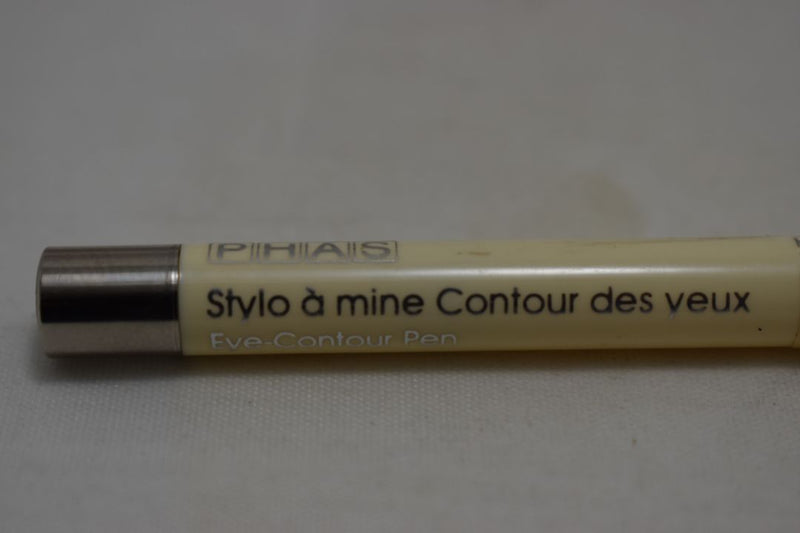 PHAS
Stylo à mine Contour des yeux
Eye-Contour Pen